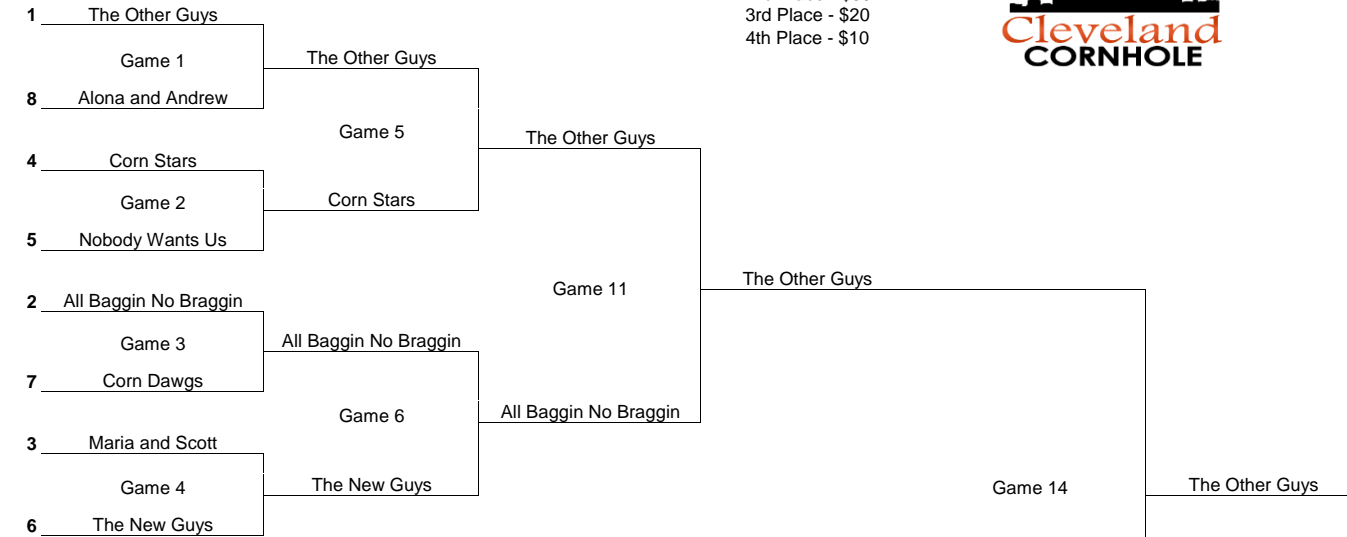 1 The Other Guys
3rd Place - $20
4th Place - $10
Cleveland
CORNHOLE
Game 1
The Other Guys
8 Alona and Andrew
Game 5
The Other Guys
4 Corn Stars
Game 2
Corn Stars
5 Nobody Wants Us
The Other Guys
Game 11
2 All Baggin No Braggin
Game 3
All Baggin No Braggin
7 Corn Dawgs
Game 6
All Baggin No Braggin
3 Maria and Scott
Game 4
The New Guys
Game 14
The Other Guys
6 The New Guys